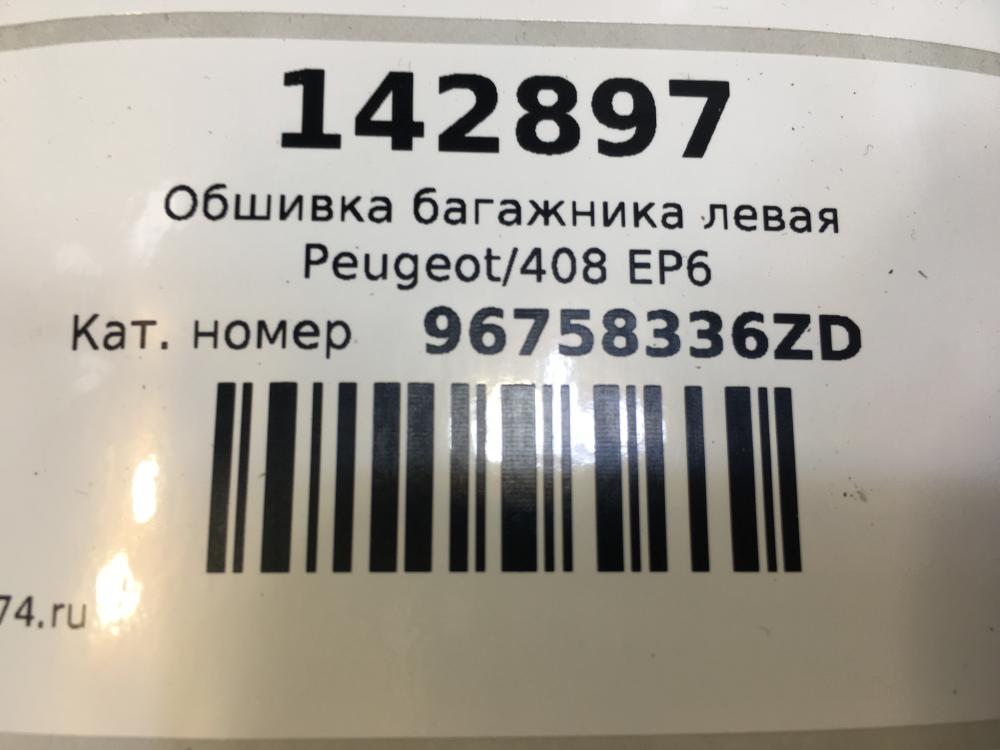 142897
Обшивка багажника левая
Peugeot/408 EP6
Кат. номер 96758336ZD
74.ru